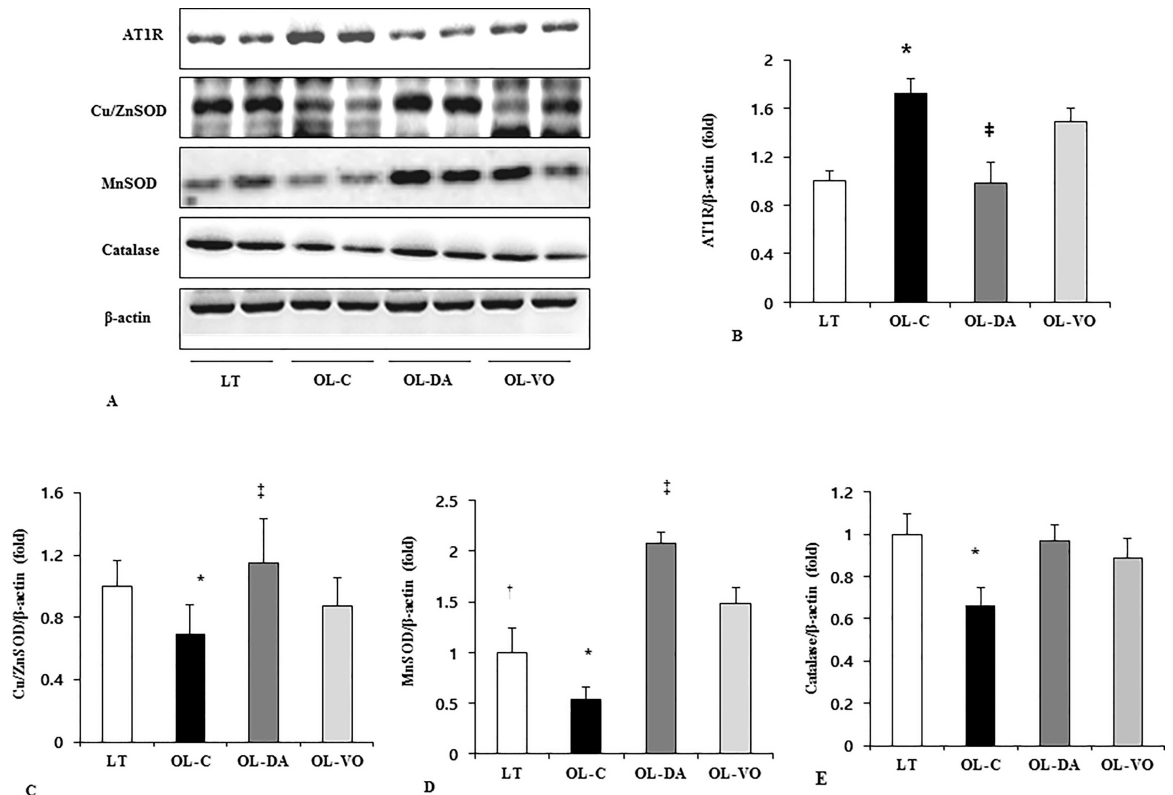 AT1R
Cu/ZnSOD
MnSOD
Catalase
β-actin
LT OL-C OL-DA OL-VO
A
AT1R/β-actin (fold)
2
1.6
1.2
0.8
0.4
0
*
‡
LT OL-C OL-DA OL-VO
B
Cu/ZnSOD/β-actin (fold)
1.6
1.2
0.8
0.4
0
*
‡
LT OL-C OL-DA OL-VO
C
MnSOD/β-actin (fold)
2.5
2
1.5
1
0.5
0
†
*
‡
LT OL-C OL-DA OL-VO
D
Catalase/β-actin (fold)
1.2
1
0.8
0.6
0.4
0.2
0
*
LT OL-C OL-DA OL-VO
E